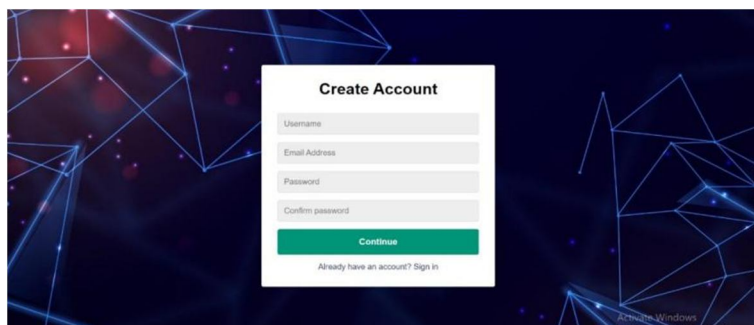 Create Account
Username
Email Address
Password
Confirm password
Continue
Already have an account? Sign in
Activate Windows